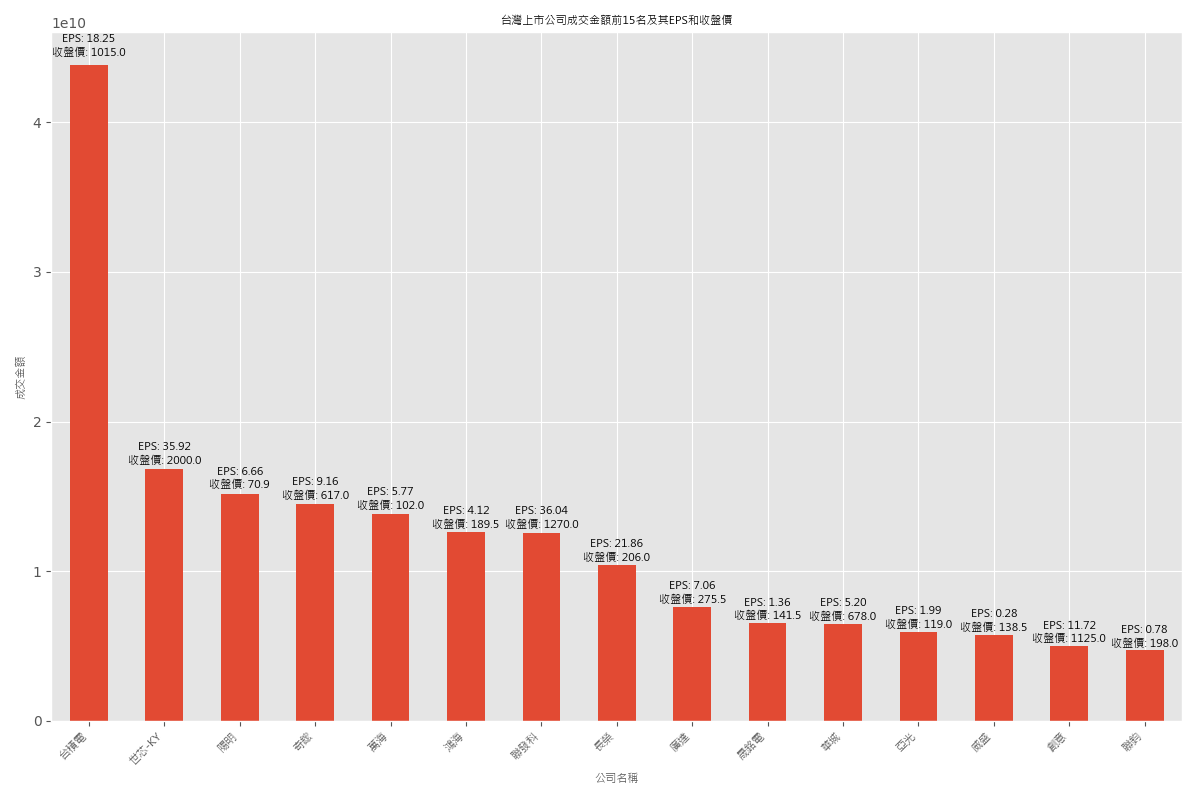 台灣上市公司成交金額前15名及其EPS和收盤價
1e10
EPS: 18.25
收盤價: 1015.0
EPS: 35.92
收盤價: 2000.0
EPS: 6.66
收盤價: 70.9
EPS: 9.16
收盤價: 617.0
EPS: 5.77
收盤價: 102.0
EPS: 4.12
收盤價: 189.5
EPS: 36.04
收盤價: 1270.0
EPS: 21.86
收盤價: 206.0
EPS: 7.06
收盤價: 275.5
EPS: 1.36
收盤價: 141.5
EPS: 5.20
收盤價: 678.0
EPS: 1.99
收盤價: 119.0
EPS: 0.28
收盤價: 138.5
EPS: 11.72
收盤價: 1125.0
EPS: 0.78
收盤價: 198.0
4
3
2
1
0
成交金額
台積電
世芯-KY
陽明
奇鋐
萬海
鴻海
聯發科
長榮
廣達
晟銘電
華城
亞光
威盛
創意
聯鈞
公司名稱